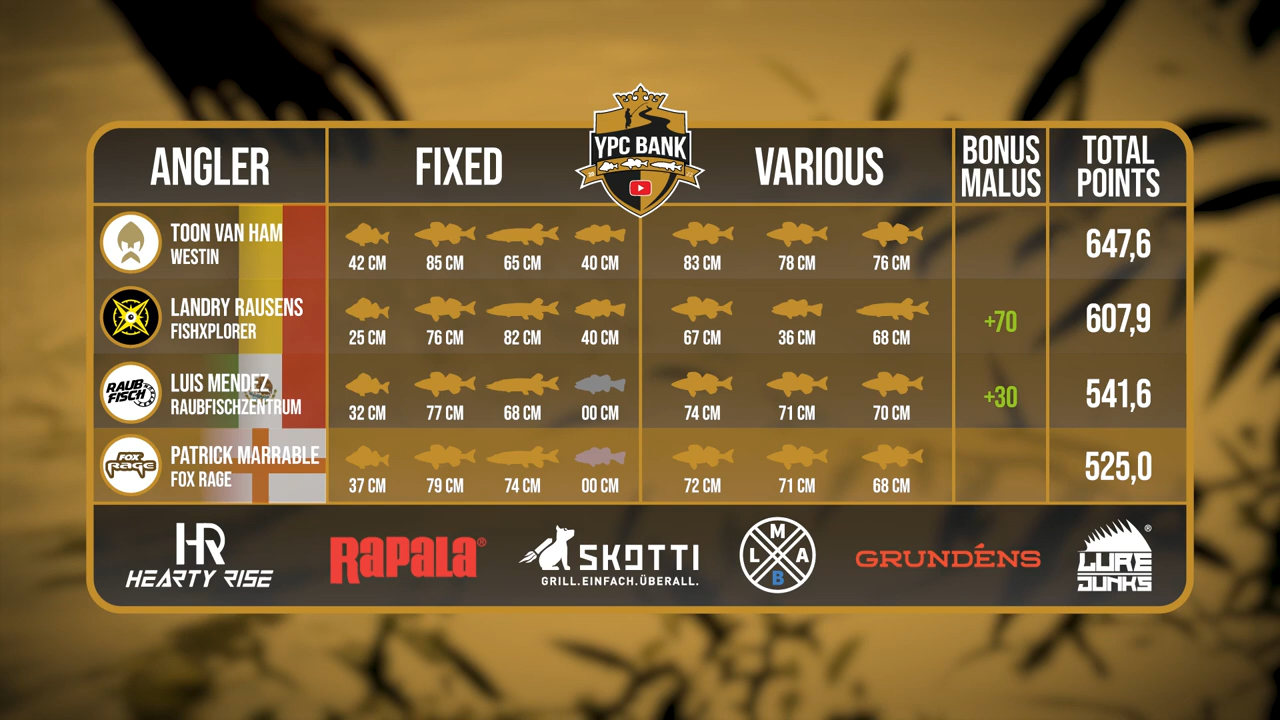 YPC BANK
ANGLER FIXED VARIOUS BONUS MALUS TOTAL POINTS
TOON VAN HAM
WESTIN
42 CM 85 CM 65 CM 40 CM 83 CM 78 CM 76 CM 647,6
LANDRY RAUSENS
FISHXPLORER
25 CM 76 CM 82 CM 40 CM 67 CM 36 CM 68 CM +70 607,9
RAUB FISCH
LUIS MENDEZ
RAUBFISCHZENTRUM
32 CM 77 CM 68 CM 00 CM 74 CM 71 CM 70 CM +30 541,6
FOX RAGE
PATRICK MARRABLE
FOX RAGE
37 CM 79 CM 74 CM 00 CM 72 CM 71 CM 68 CM 525,0
HR
HEARTY RISE
RAPALA®
SKOTTI
GRILL.EINFACH.ÜBERALL.
M
L A
B
GRUNDÉNS
LURE
JUNKS
®